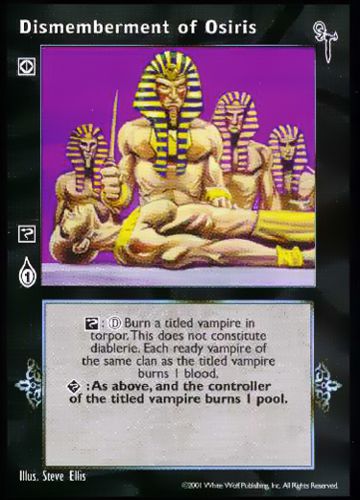 Dismemberment of Osiris
1
: D Burn a titled vampire in
torpor. This does not constitute
diablerie. Each ready vampire of
the same clan as the titled vampire
burns 1 blood.
: As above, and the controller
of the titled vampire burns 1 pool.
Illus. Steve Ellis
©2001 White Wolf Publishing, Inc. All Rights Reserved.